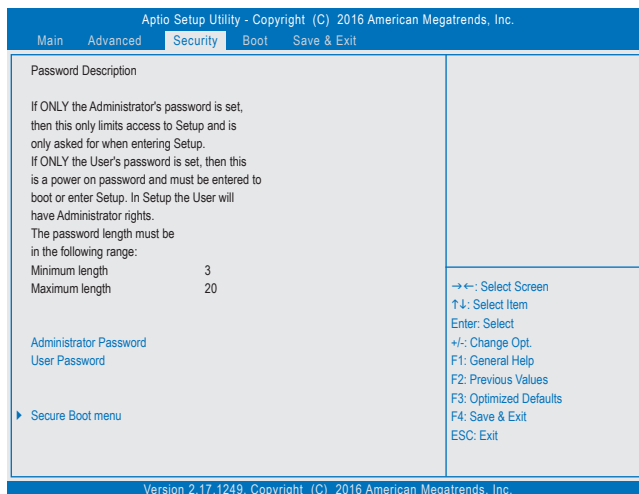 Aptio Setup Utility - Copyright (C) 2016 American Megatrends, Inc.
Main Advanced Security Boot Save & Exit
Password Description
If ONLY the Administrator's password is set,
then this only limits access to Setup and is
only asked for when entering Setup.
If ONLY the User's password is set, then this
is a power on password and must be entered to
boot or enter Setup. In Setup the User will
have Administrator rights.
The password length must be
in the following range:
Minimum length 3
Maximum length 20
Administrator Password
User Password
Secure Boot menu
→←: Select Screen
↑↓: Select Item
Enter: Select
+/-: Change Opt.
F1: General Help
F2: Previous Values
F3: Optimized Defaults
F4: Save & Exit
ESC: Exit
Version 2.17.1249. Copyright (C) 2016 American Megatrends, Inc.